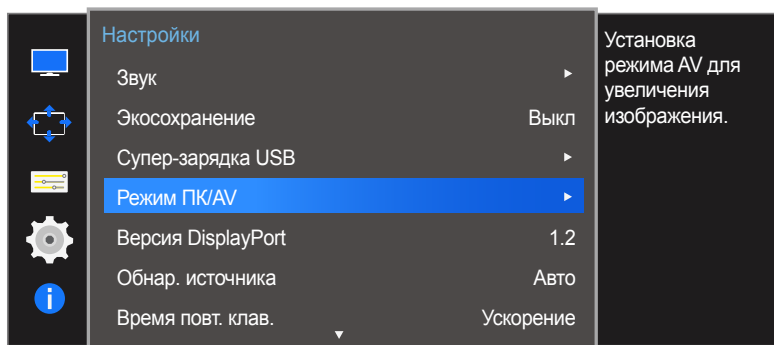 Настройки
Звук
Экосохранение Выкл
Супер-зарядка USB
Режим ПК/AV
Версия DisplayPort 1.2
Обнар. источника Авто
Время повт. клав. Ускорение
Установка
режима AV для
увеличения
изображения.